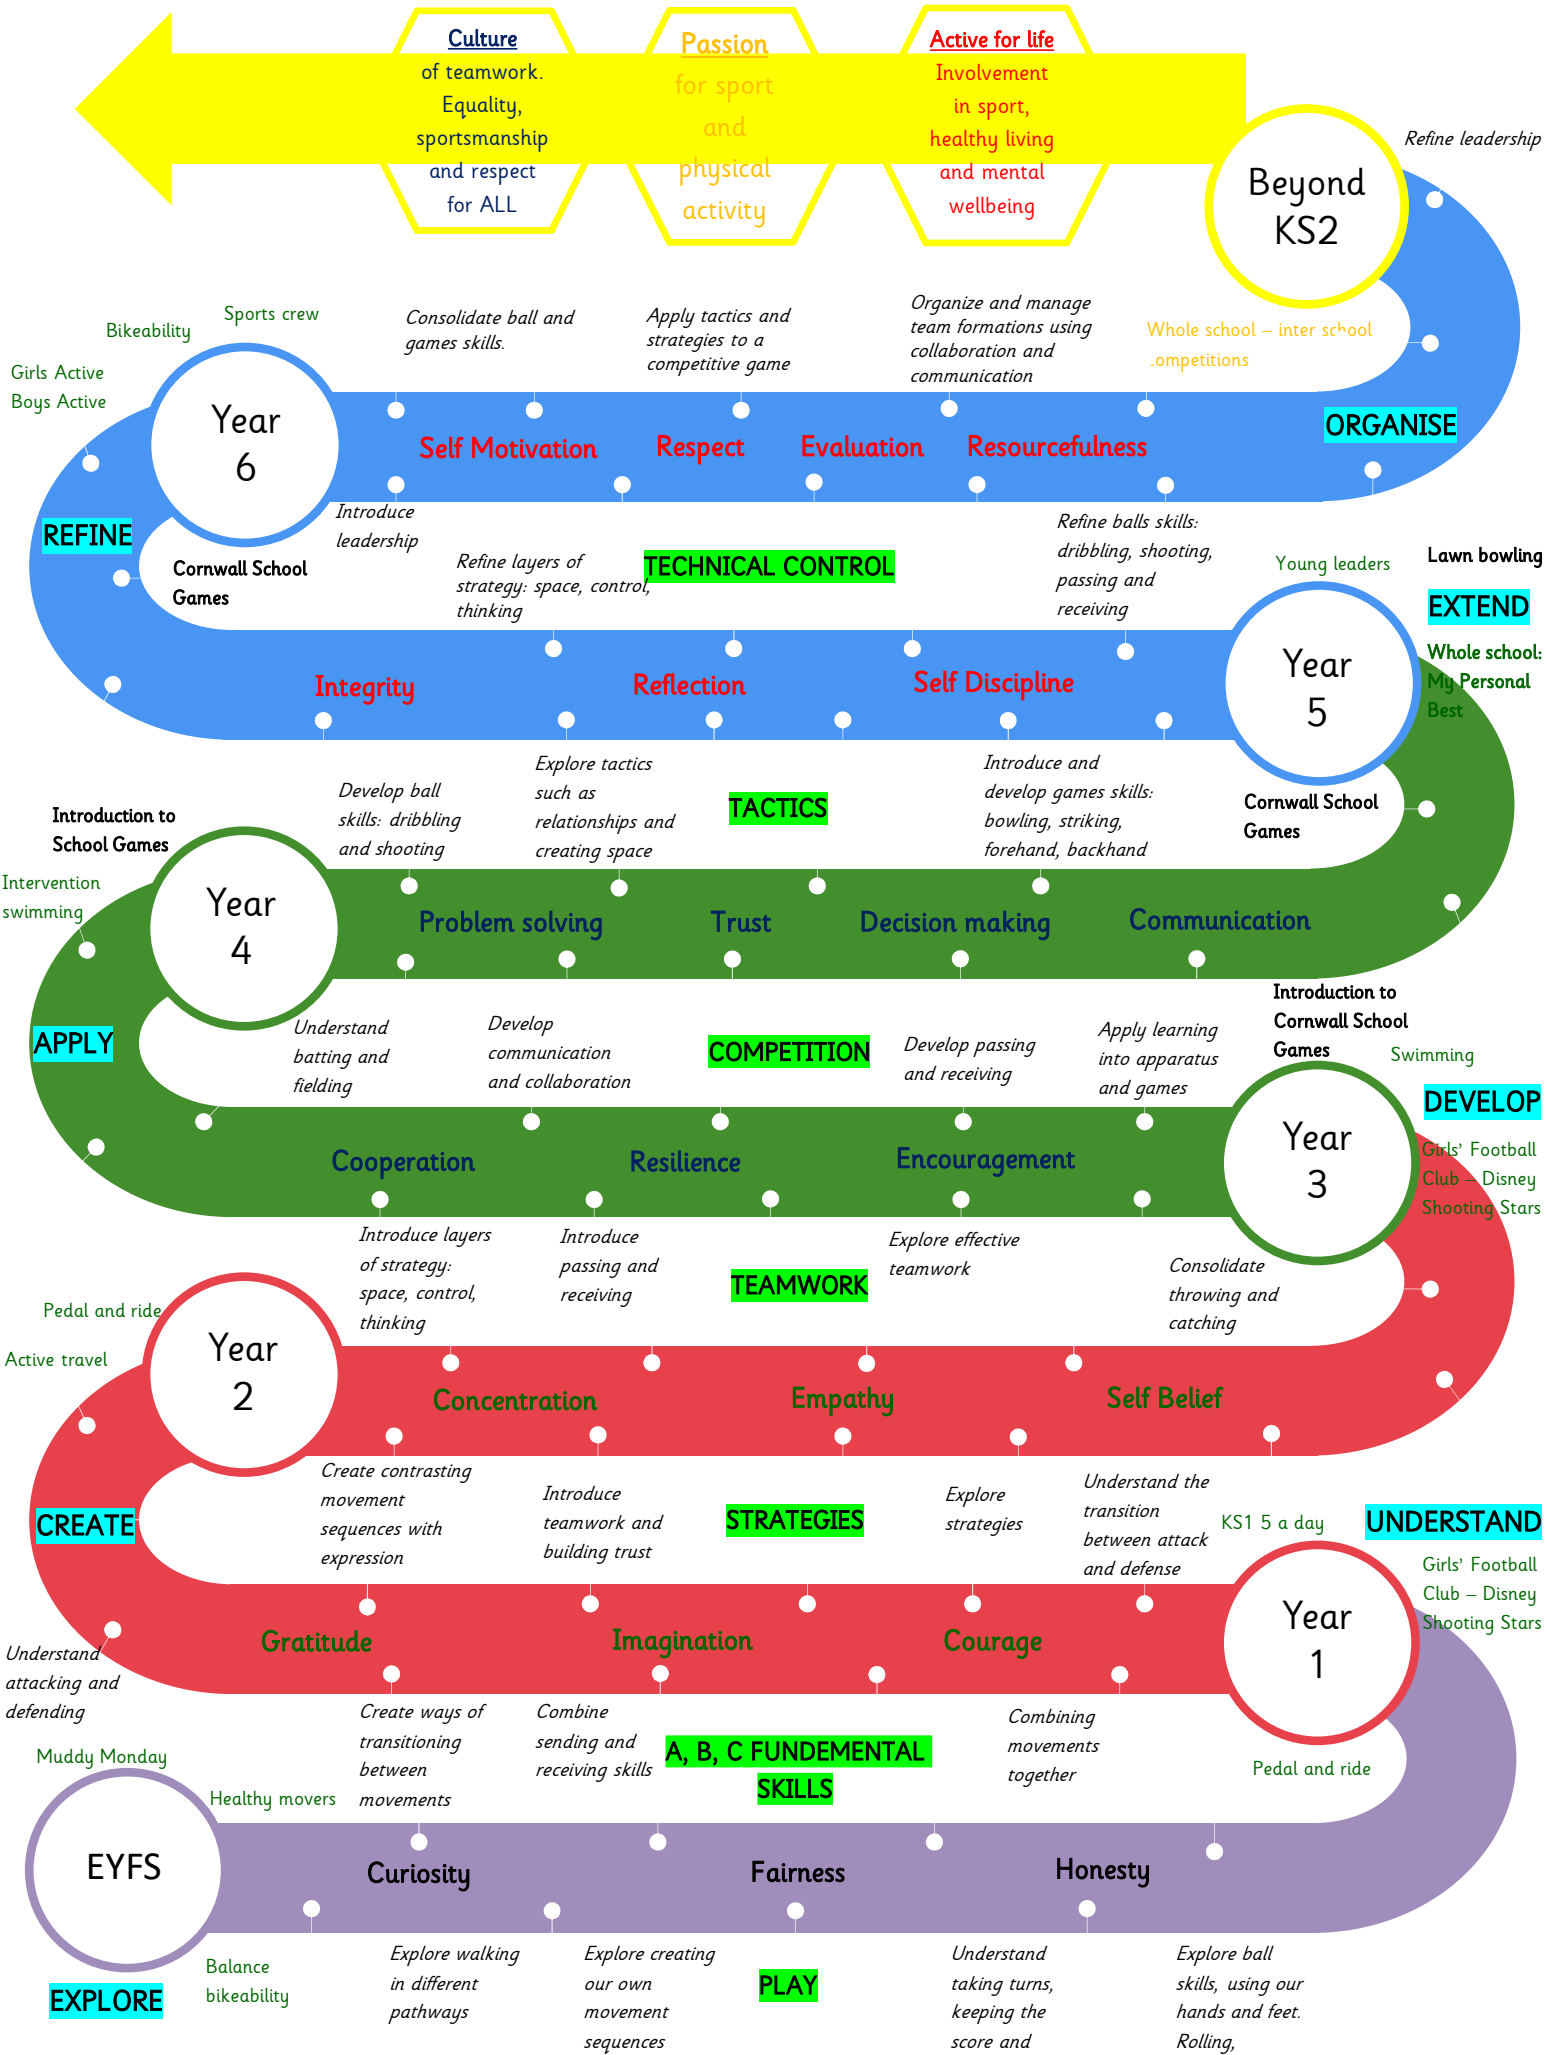 Culture
of teamwork.
Equality,
sportsmanship
and respect
for ALL
Passion
for sport
and
physical
activity
Active for life
Involvement
in sport,
healthy living
and mental
wellbeing
Beyond
KS2
Refine leadership
Bikeability
Sports crew
Girls Active
Boys Active
Consolidate ball and
games skills.
Apply tactics and
strategies to a
competitive game
Organize and manage
team formations using
collaboration and
communication
Whole school – inter school
competitions
Year
6
Self Motivation
Respect
Evaluation
Resourcefulness
ORGANISE
REFINE
Cornwall School
Games
Introduce
leadership
Refine layers of
strategy: space, control,
thinking
TECHNICAL CONTROL
Refine balls skills:
dribbling, shooting,
passing and
receiving
Young leaders
Lawn bowling
EXTEND
Whole school:
My Personal
Best
Year
5
Integrity
Reflection
Self Discipline
Introduction to
School Games
Develop ball
skills: dribbling
and shooting
Explore tactics
such as
relationships and
creating space
TACTICS
Introduce and
develop games skills:
bowling, striking,
forehand, backhand
Cornwall School
Games
Intervention
swimming
Year
4
Problem solving
Trust
Decision making
Communication
APPLY
Understand
batting and
fielding
Develop
communication
and collaboration
COMPETITION
Develop passing
and receiving
Apply learning
into apparatus
and games
Introduction to
Cornwall School
Games
Swimming
DEVELOP
Girls' Football
Club – Disney
Shooting Stars
Year
3
Cooperation
Resilience
Encouragement
Introduce layers
of strategy:
space, control,
thinking
Introduce
passing and
receiving
TEAMWORK
Explore effective
teamwork
Consolidate
throwing and
catching
Pedal and ride
Active travel
Year
2
Concentration
Empathy
Self Belief
CREATE
Create contrasting
movement
sequences with
expression
Introduce
teamwork and
building trust
STRATEGIES
Explore
strategies
Understand the
transition
between attack
and defense
KS1 5 a day
UNDERSTAND
Girls' Football
Club – Disney
Shooting Stars
Year
1
Gratitude
Imagination
Courage
Understand
attacking and
defending
Create ways of
transitioning
between
movements
Combine
sending and
receiving skills
A, B, C FUNDEMENTAL
SKILLS
Combining
movements
together
Pedal and ride
Muddy Monday
Healthy movers
EYFS
Curiosity
Fairness
Honesty
EXPLORE
Balance
bikeability
Explore walking
in different
pathways
Explore creating
our own
movement
sequences
PLAY
Understand
taking turns,
keeping the
score and
Explore ball
skills, using our
hands and feet.
Rolling,